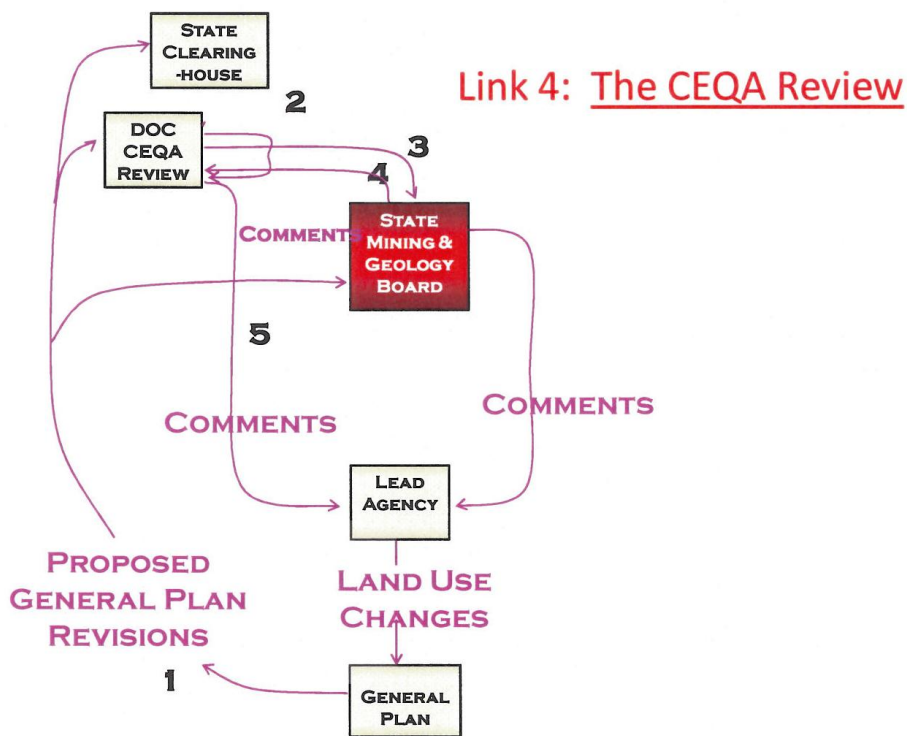 STATE
CLEARING
-HOUSE
Link 4: The CEQA Review
2
DOC
CEQA
REVIEW
3
4
STATE
MINING &
GEOLOGY
BOARD
COMMENTS
5
COMMENTS
COMMENTS
LEAD
AGENCY
PROPOSED
GENERAL PLAN
REVISIONS
LAND USE
CHANGES
1
GENERAL
PLAN